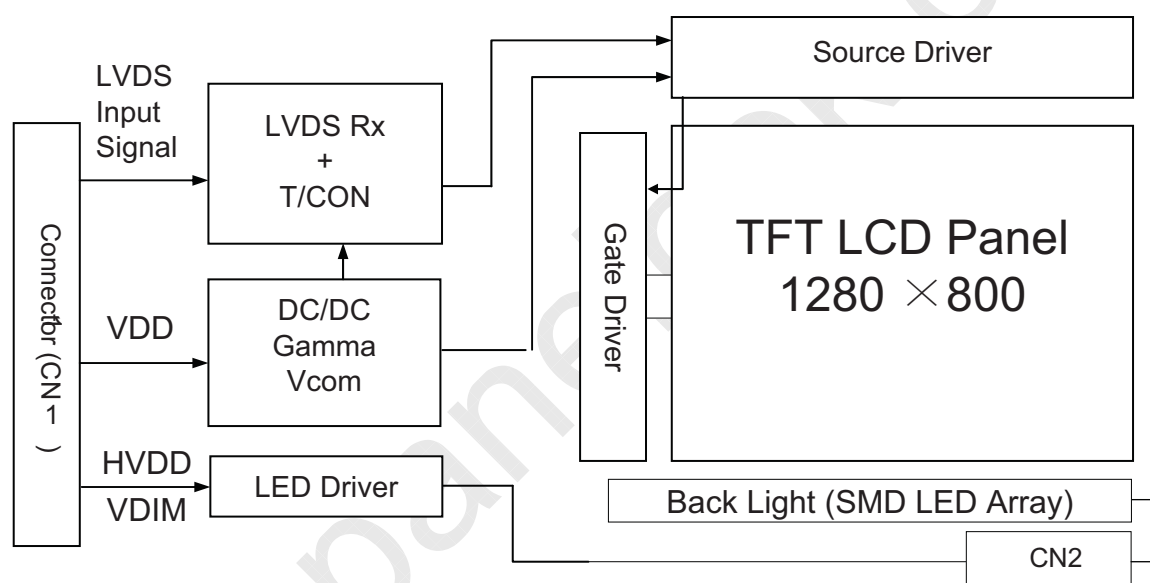 Source Driver
LVDS
Input
Signal
LVDS Rx
+
T/CON
Connector (CN1)
Gate Driver
TFT LCD Panel
1280 × 800
VDD
DC/DC
Gamma
Vcom
HVDD
VDIM
LED Driver
Back Light (SMD LED Array)
CN2